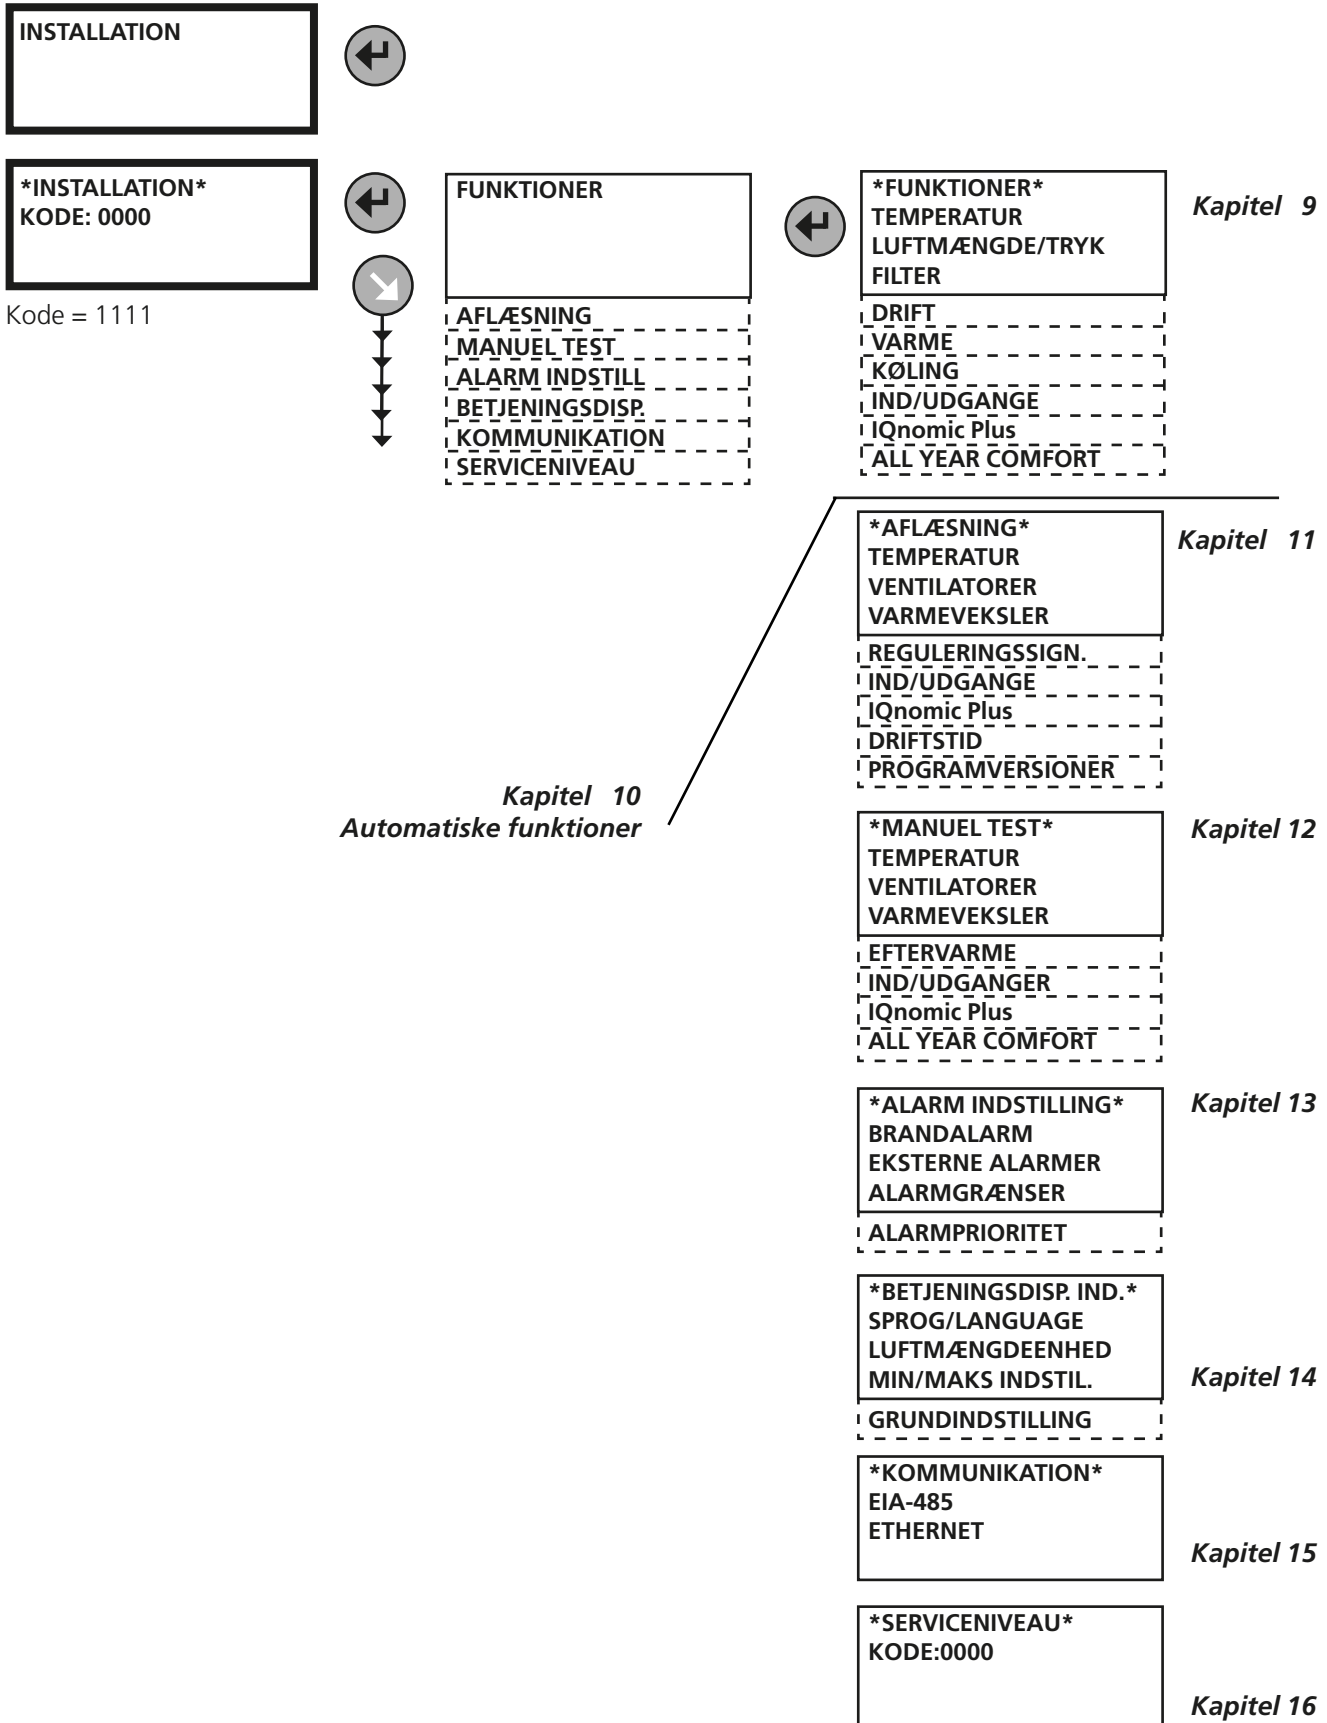 INSTALLATION
*INSTALLATION*
KODE: 0000
Kode = 1111
FUNKTIONER
AFLÆSNING
MANUEL TEST
ALARM INDSTILL
BETJENINGSDISP.
KOMMUNIKATION
SERVICENIVEAU
*FUNKTIONER*
TEMPERATUR
LUFTMÆNGDE/TRYK
FILTER
DRIFT
VARME
KØLING
IND/UDGANGE
IQnomic Plus
ALL YEAR COMFORT
Kapitel 9
Kapitel 10
Automatiske funktioner
*AFLÆSNING*
TEMPERATUR
VENTILATORER
VARMEVEKSLER
REGULERINGSSIGN.
IND/UDGANGE
IQnomic Plus
DRIFTSTID
PROGRAMVERSIONER
Kapitel 11
*MANUEL TEST*
TEMPERATUR
VENTILATORER
VARMEVEKSLER
EFTERVARME
IND/UDGANGER
IQnomic Plus
ALL YEAR COMFORT
Kapitel 12
*ALARM INDSTILLING*
BRANDALARM
EKSTERNE ALARMER
ALARMGRÆNSER
ALARMPRIORITET
Kapitel 13
*BETJENINGSDISP. IND.*
SPROG/LANGUAGE
LUFTMÆNGDEENHED
MIN/MAKS INDSTIL.
GRUNDINDSTILLING
Kapitel 14
*KOMMUNIKATION*
EIA-485
ETHERNET
Kapitel 15
*SERVICENIVEAU*
KODE:0000
Kapitel 16